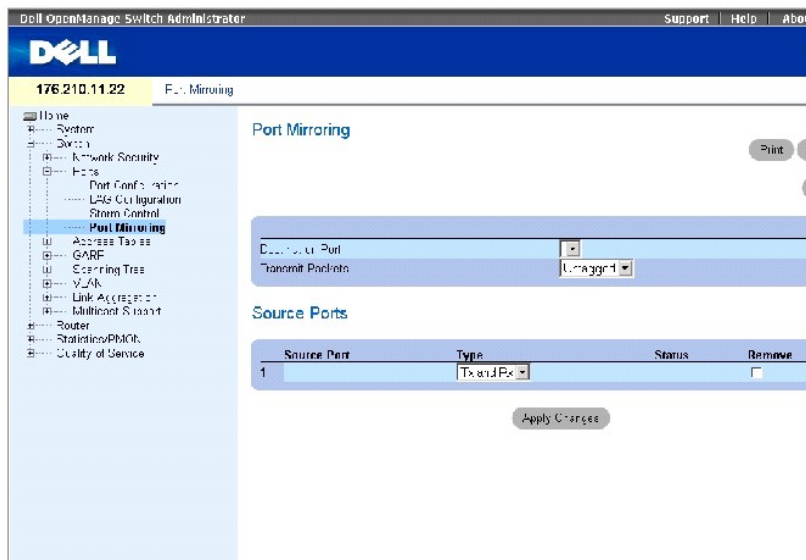 Dell OpenManage Switch Administrator
Support | Help |
DELL
176.210.11.22
Port Mirroring
Home
System
Switch
Network Security
Ports
Port Configuration
LAG Configuration
Storm Control
Port Mirroring
Address Tables
GARP
Spanning Tree
VLAN
Link Aggregation
Multicast Support
Router
Statistics/RMON
Quality of Service
Port Mirroring
Print
Destination Port
Transmit Packets Untagged
Source Ports
Source Port Type Status Remove
1 Tx and Rx
Apply Changes